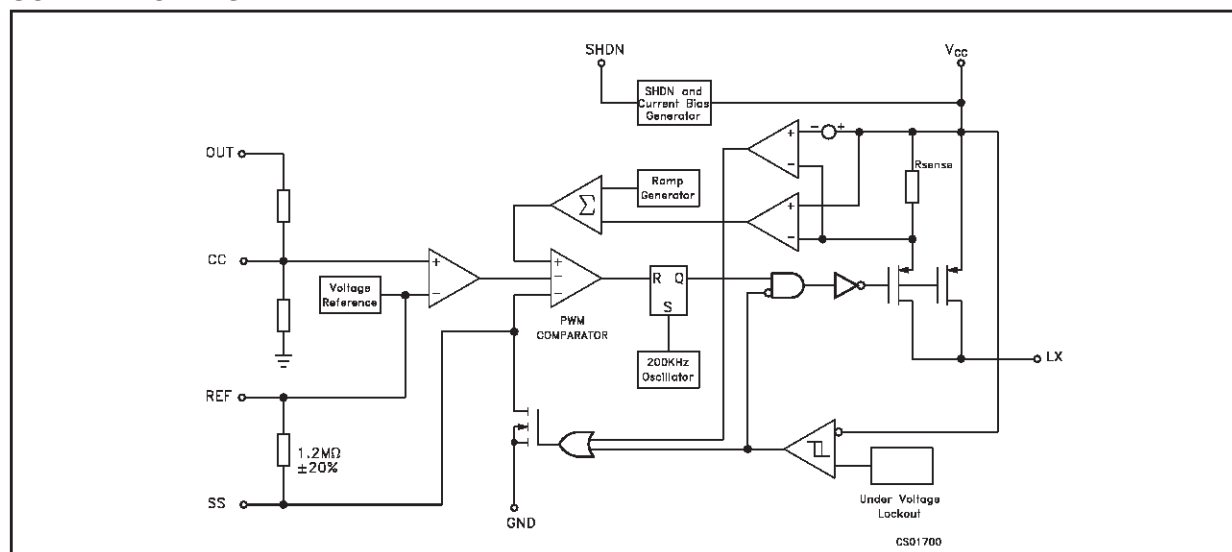 SHDN
VCC
SHDN and
Current Bias
Generator
- +
+
-
Rsense
OUT
Ramp
Generator
Σ
+
-
CC
+
-
+
-
-
Voltage
Reference
R Q
S
PWM
COMPARATOR
200KHz
Oscillator
LX
REF
1.2MΩ
±20%
SS
GND
Under Voltage
Lockout
CS01700